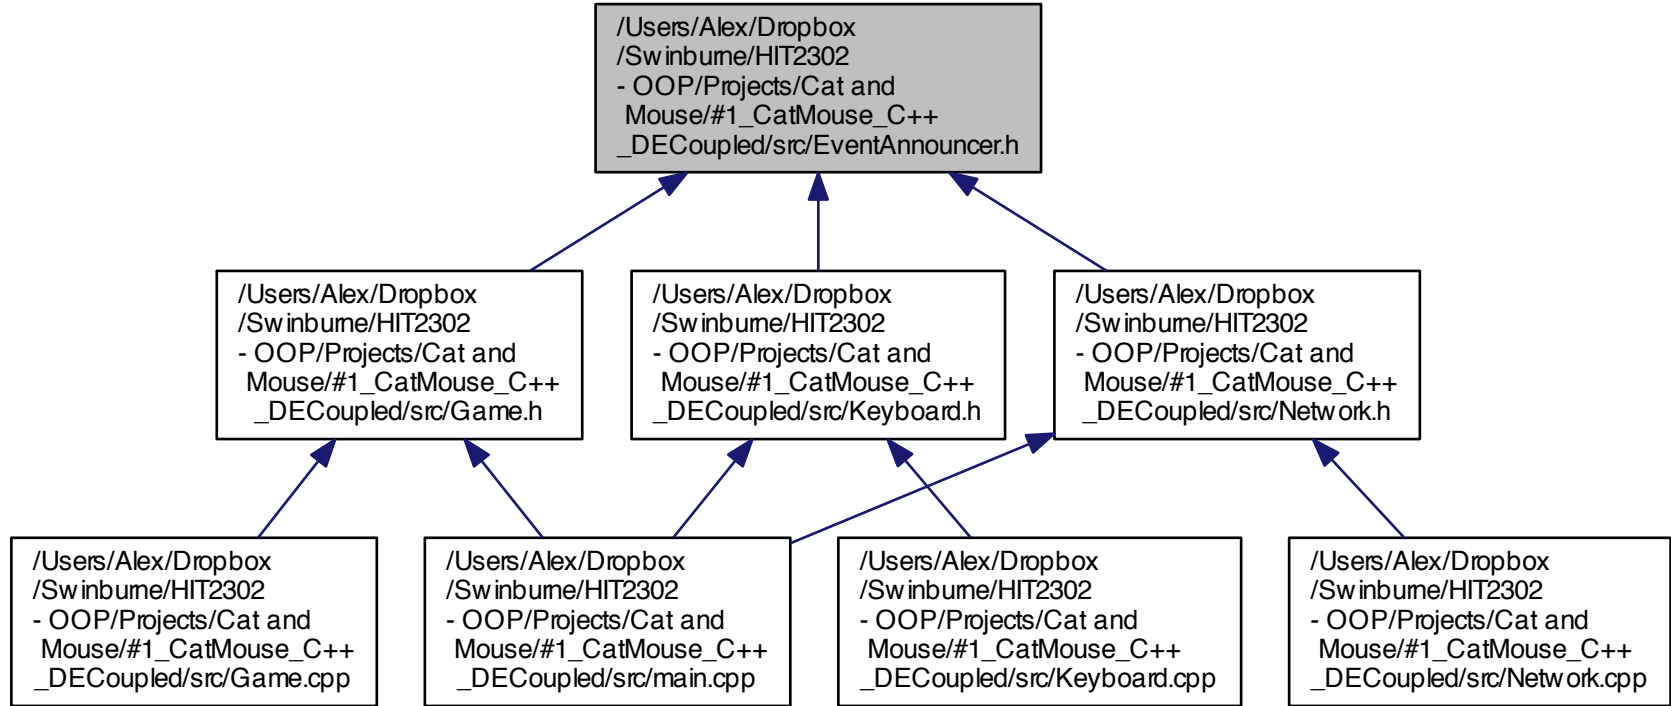 /Users/Alex/Dropbox
/Swinburne/HIT2302
- OOP/Projects/Cat and
Mouse/#1_CatMouse_C++
_DECoupled/src/EventAnnouncer.h
/Users/Alex/Dropbox
/Swinburne/HIT2302
- OOP/Projects/Cat and
Mouse/#1_CatMouse_C++
_DECoupled/src/Game.h
/Users/Alex/Dropbox
/Swinburne/HIT2302
- OOP/Projects/Cat and
Mouse/#1_CatMouse_C++
_DECoupled/src/Keyboard.h
/Users/Alex/Dropbox
/Swinburne/HIT2302
- OOP/Projects/Cat and
Mouse/#1_CatMouse_C++
_DECoupled/src/Network.h
/Users/Alex/Dropbox
/Swinburne/HIT2302
- OOP/Projects/Cat and
Mouse/#1_CatMouse_C++
_DECoupled/src/Game.cpp
/Users/Alex/Dropbox
/Swinburne/HIT2302
- OOP/Projects/Cat and
Mouse/#1_CatMouse_C++
_DECoupled/src/main.cpp
/Users/Alex/Dropbox
/Swinburne/HIT2302
- OOP/Projects/Cat and
Mouse/#1_CatMouse_C++
_DECoupled/src/Keyboard.cpp
/Users/Alex/Dropbox
/Swinburne/HIT2302
- OOP/Projects/Cat and
Mouse/#1_CatMouse_C++
_DECoupled/src/Network.cpp